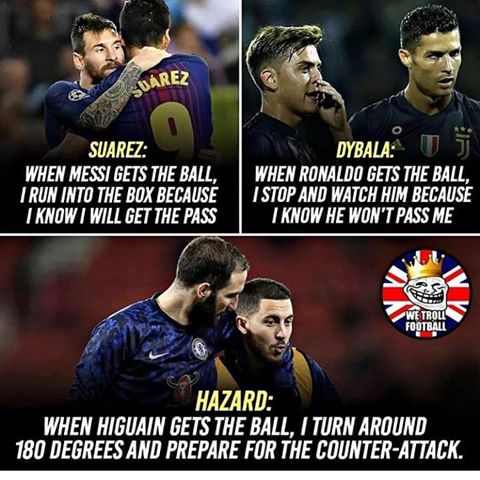 SUAREZ
9
SUAREZ:
WHEN MESSI GETS THE BALL,
I RUN INTO THE BOX BECAUSE
I KNOW I WILL GET THE PASS
DYBALA:
WHEN RONALDO GETS THE BALL,
I STOP AND WATCH HIM BECAUSE
I KNOW HE WON'T PASS ME
WE TROLL
FOOTBALL
HAZARD:
WHEN HIGUAIN GETS THE BALL, I TURN AROUND
180 DEGREES AND PREPARE FOR THE COUNTER-ATTACK.